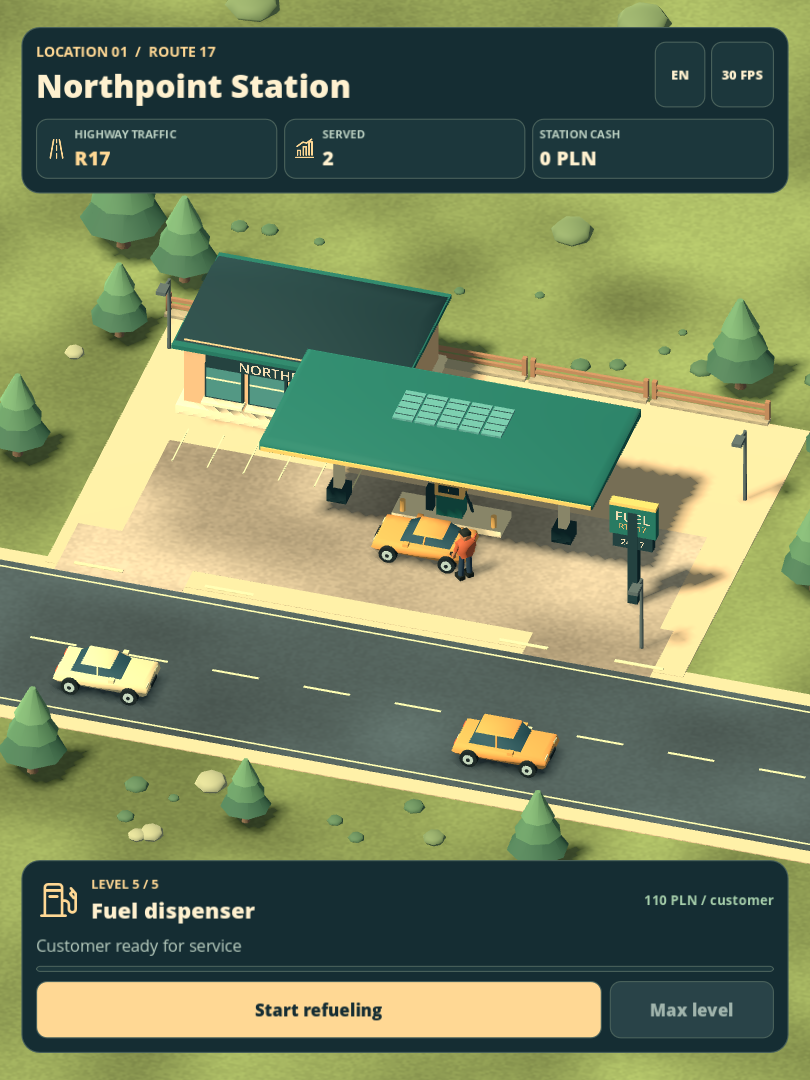 LOCATION 01 / ROUTE 17
Northpoint Station
EN
30 FPS
HIGHWAY TRAFFIC
R17
SERVED
2
STATION CASH
0 PLN
NORTH
FUEL
LEVEL 5 / 5
Fuel dispenser
110 PLN / customer
Customer ready for service
Start refueling
Max level